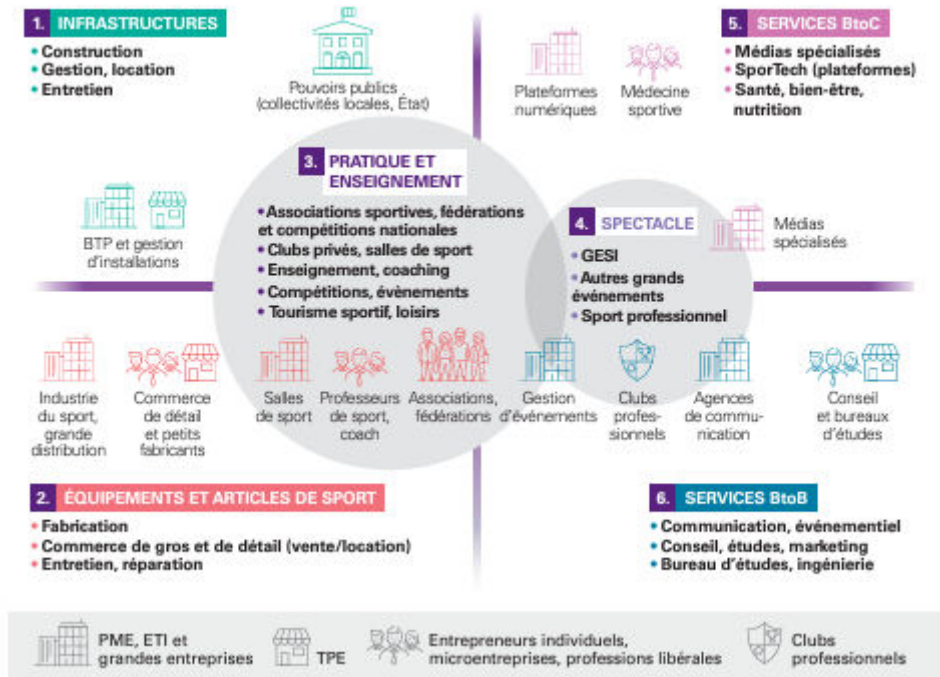 1. INFRASTRUCTURES
• Construction
• Gestion, location
• Entretien
Pouvoirs publics
(collectivités locales, État)
BTP et gestion
d'installations
5. SERVICES BtoC
• Médias spécialisés
• SporTech (plateformes)
• Santé, bien-être,
nutrition
Plateformes
numériques
Médecine
sportive
Médias
spécialisés
3. PRATIQUE ET
ENSEIGNEMENT
• Associations sportives, fédérations
et compétitions nationales
• Clubs privés, salles de sport
• Enseignement, coaching
• Compétitions, évènements
• Tourisme sportif, loisirs
4. SPECTACLE
• GESI
• Autres grands
événements
• Sport professionnel
Industrie
du sport,
grande
distribution
Commerce
de détail
et petits
fabricants
Salles
de sport
Professeurs
de sport,
coach
Associations,
fédérations
Gestion
d'événements
Clubs
profes-
sionnels
Agences
de commu-
nication
Conseil
et bureaux
d'études
2. ÉQUIPEMENTS ET ARTICLES DE SPORT
• Fabrication
• Commerce de gros et de détail (vente/location)
• Entretien, réparation
6. SERVICES BtoB
• Communication, événementiel
• Conseil, études, marketing
• Bureau d'études, ingénierie
PME, ETI et
grandes entreprises
TPE
Entrepreneurs individuels,
microentreprises, professions libérales
Clubs
professionnels